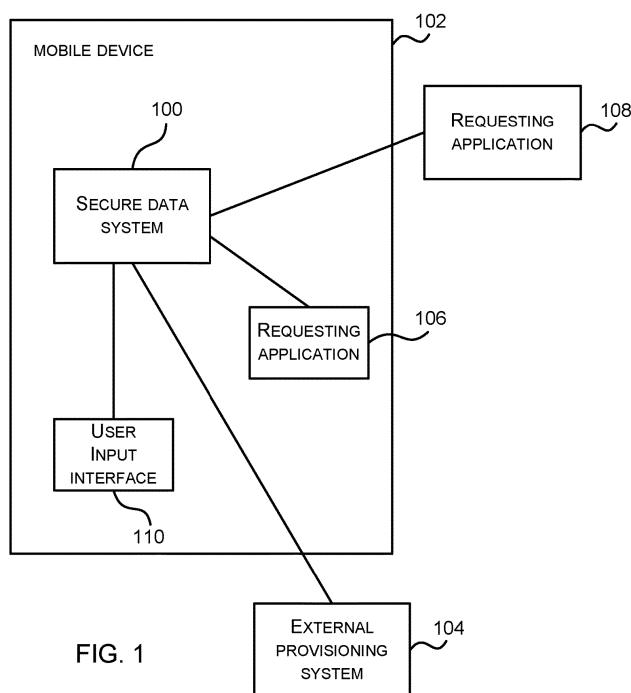 102
MOBILE DEVICE
100
REQUESTING
APPLICATION
108
SECURE DATA
SYSTEM
REQUESTING
APPLICATION
106
USER
INPUT
INTERFACE
110
EXTERNAL
PROVISIONING
SYSTEM
104
FIG. 1